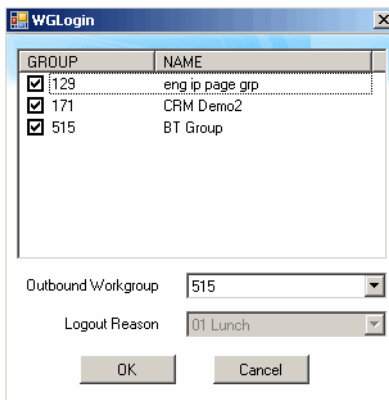 WGLogin
GROUP NAME
129 eng ip page grp
171 CRM Demo2
515 BT Group
Outbound Workgroup 515
Logout Reason 01 Lunch
OK Cancel